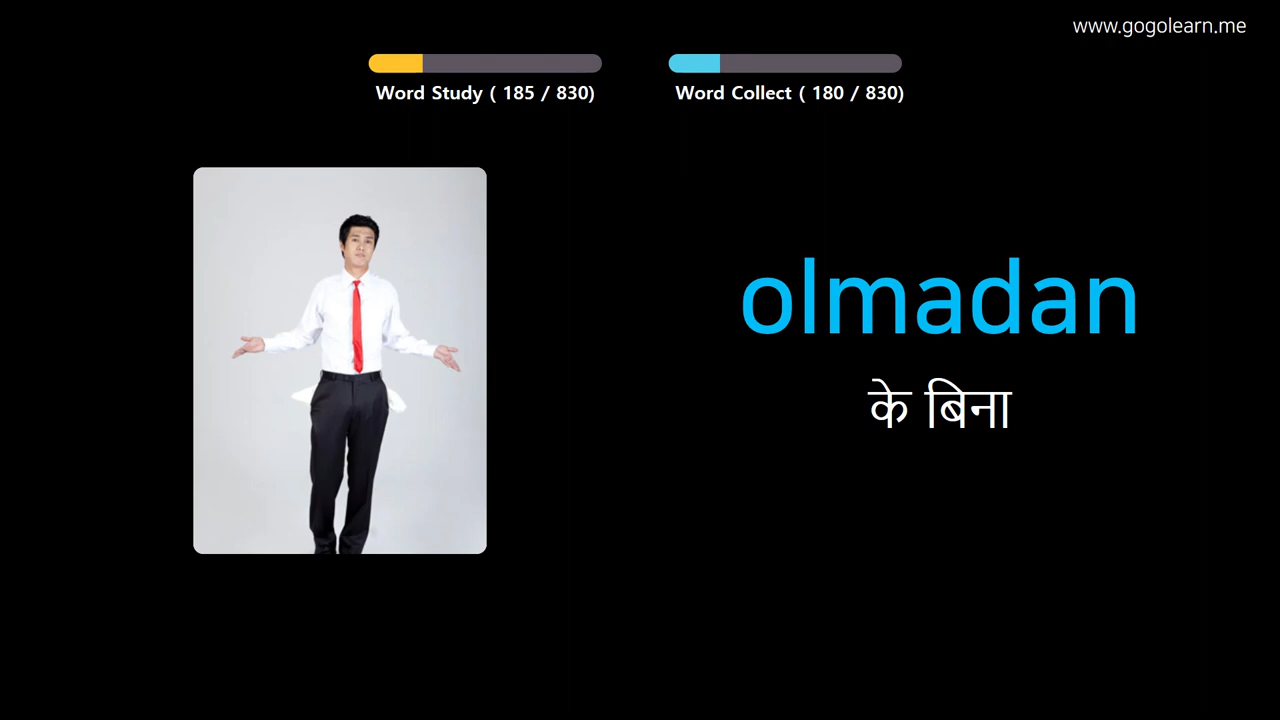 www.gogolearn.me
Word Study ( 185 / 830)
Word Collect ( 180 / 830)
olmadan
के बिना